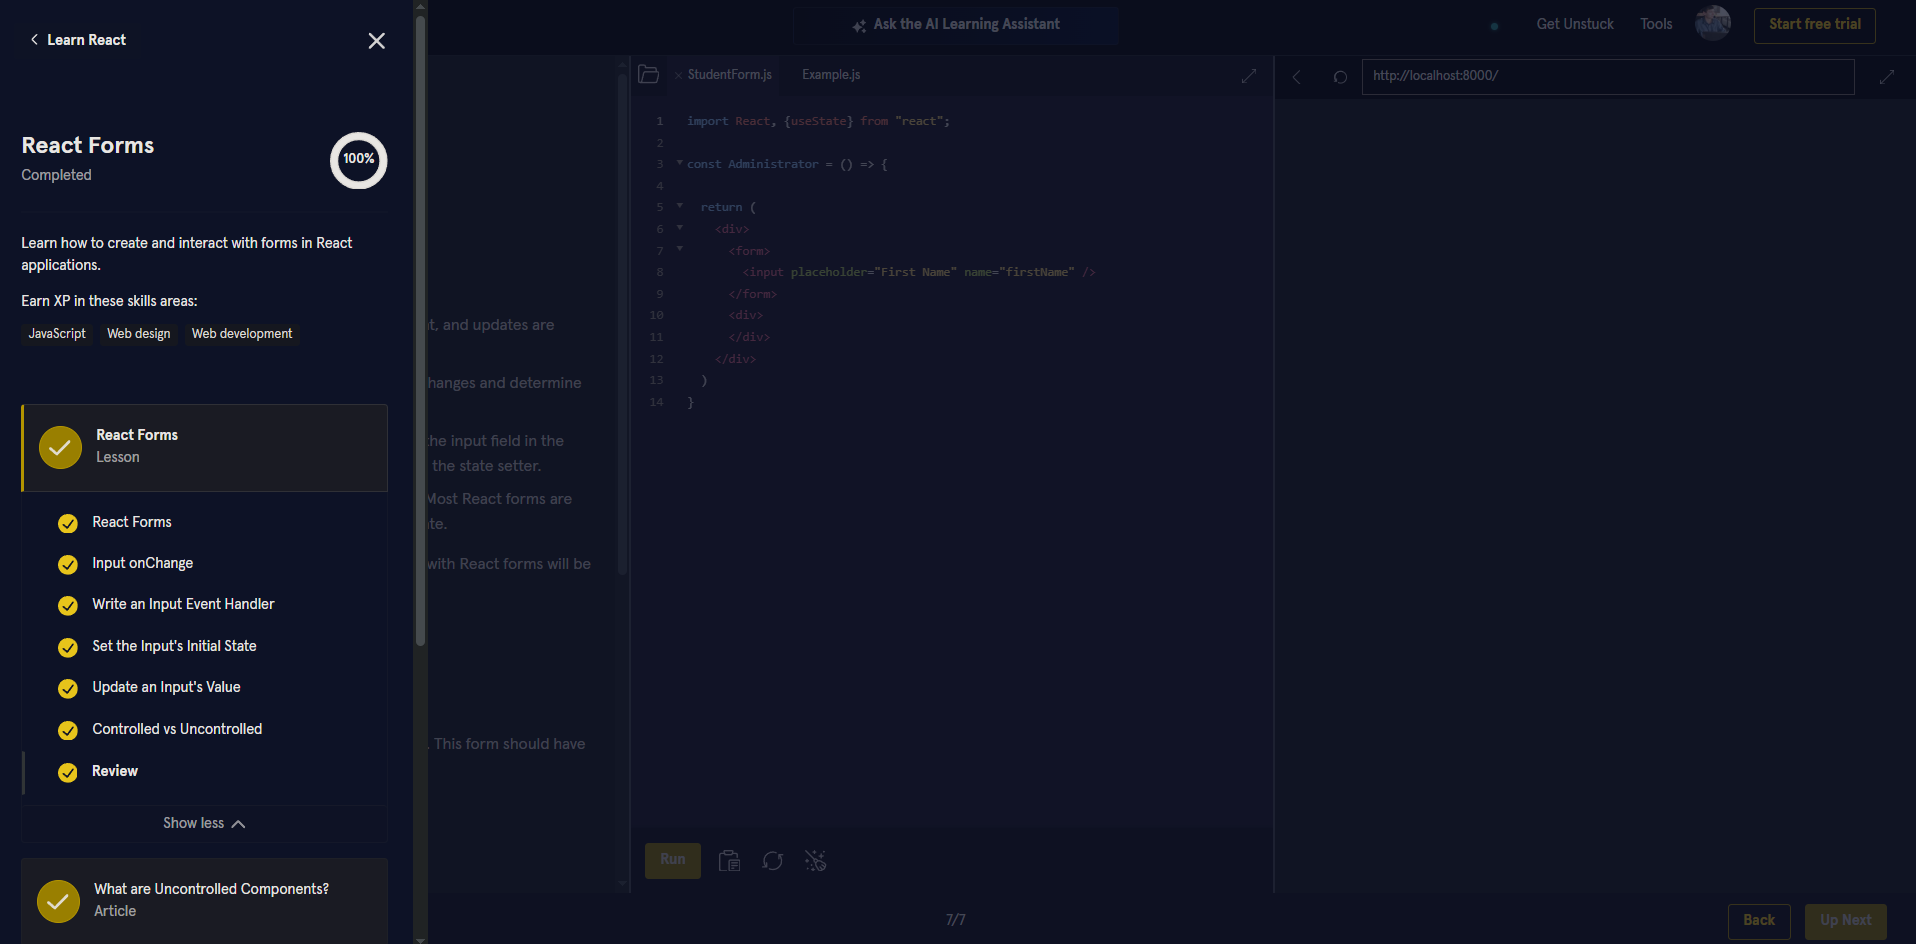 Learn React
React Forms
Completed
100%
Learn how to create and interact with forms in React
applications.
Earn XP in these skills areas:
JavaScript Web design Web development
React Forms
Lesson
React Forms
Input onChange
Write an Input Event Handler
Set the Input's Initial State
Update an Input's Value
Controlled vs Uncontrolled
Review
Show less
What are Uncontrolled Components?
Article
Ask the AI Learning Assistant
Get Unstuck Tools Start free trial
, and updates are
hanges and determine
the input field in the
the state setter.
Most React forms are
with React forms will be
. This form should have
StudentForm.js Example.js
1 import React, {useState} from "react";
2
3 const Administrator = () => {
4
5 return (
6 <div>
7 <form>
8 <input placeholder="First Name" name="firstName" />
9 </form>
10 <div>
11 </div>
12 </div>
13 )
14 }
http://localhost:8000/
Run
7/7
Back Up Next